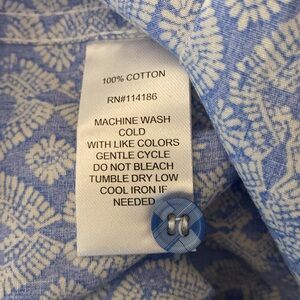 100% COTTON
RN#114186
MACHINE WASH
COLD
WITH LIKE COLORS
GENTLE CYCLE
DO NOT BLEACH
TUMBLE DRY LOW
COOL IRON IF
NEEDED